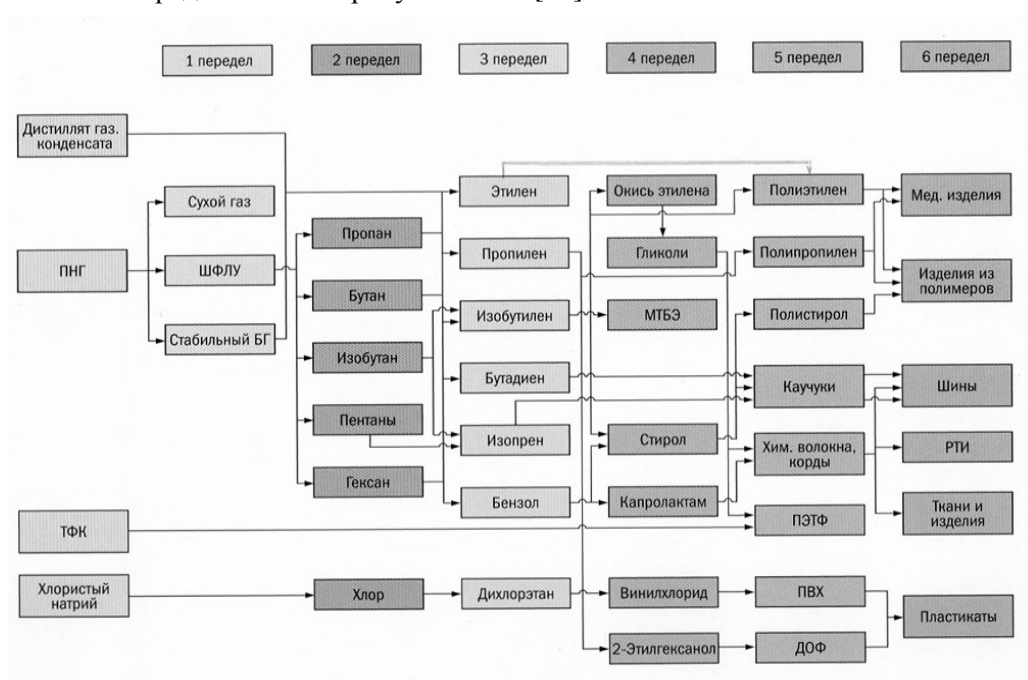 1 передел
2 передел
3 передел
4 передел
5 передел
6 передел
Дистиллят газ.
конденсата
Этилен
Окись этилена
Полиэтилен
Мед. изделия
Сухой газ
Пропан
Пропилен
Гликоли
Полипропилен
ПНГ
ШФЛУ
Изделия из
полимеров
Бутан
Изобутилен
МТБЭ
Полистирол
Стабильный БГ
Изобутан
Бутадиен
Каучуки
Шины
Пентаны
Изопрен
Стирол
Хим. волокна,
корды
РТИ
Гексан
Бензол
Капролактам
ПЭТФ
Ткани и
изделия
ТФК
Хлористый
натрий
Хлор
Дихлорэтан
Винилхлорид
ПВХ
Пластикаты
2-Этилгексанол
ДОФ